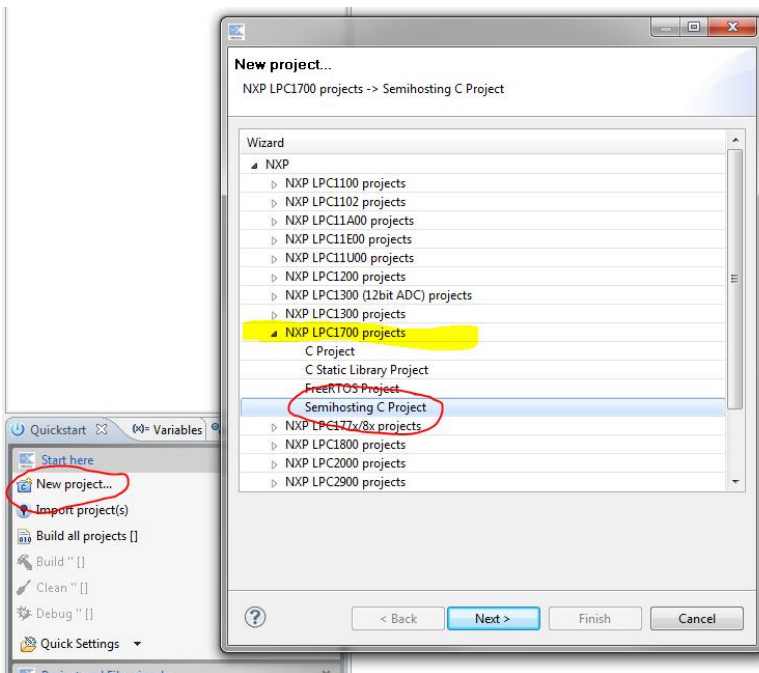 New project...
NXP LPC1700 projects -> Semihosting C Project
Wizard
NXP
NXP LPC1100 projects
NXP LPC1102 projects
NXP LPC11A00 projects
NXP LPC11E00 projects
NXP LPC11U00 projects
NXP LPC1200 projects
NXP LPC1300 (12bit ADC) projects
NXP LPC1300 projects
NXP LPC1700 projects
C Project
C Static Library Project
FreeRTOS Project
Semihosting C Project
NXP LPC177x/8x projects
NXP LPC1800 projects
NXP LPC2000 projects
NXP LPC2900 projects
< Back Next > Finish Cancel
Quickstart (x)= Variables
Start here
New project...
Import project(s)
Build all projects []
Build '' []
Clean '' []
Debug '' []
Quick Settings